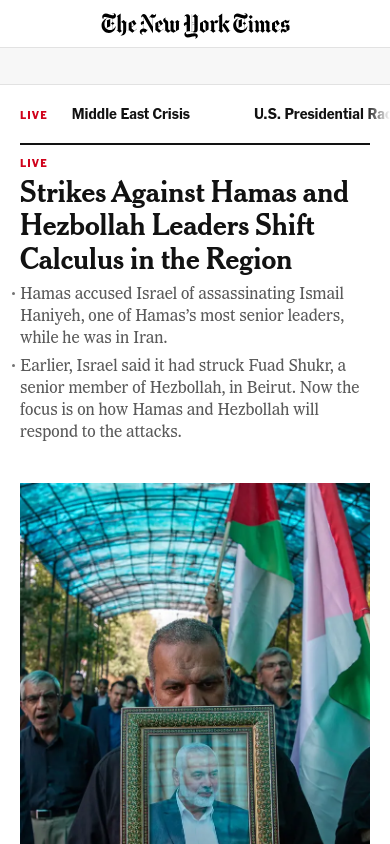 The New York Times
LIVE Middle East Crisis U.S. Presidential Ra
LIVE
Strikes Against Hamas and
Hezbollah Leaders Shift
Calculus in the Region
· Hamas accused Israel of assassinating Ismail
Haniyeh, one of Hamas’s most senior leaders,
while he was in Iran.
· Earlier, Israel said it had struck Fuad Shukr, a
senior member of Hezbollah, in Beirut. Now the
focus is on how Hamas and Hezbollah will
respond to the attacks.